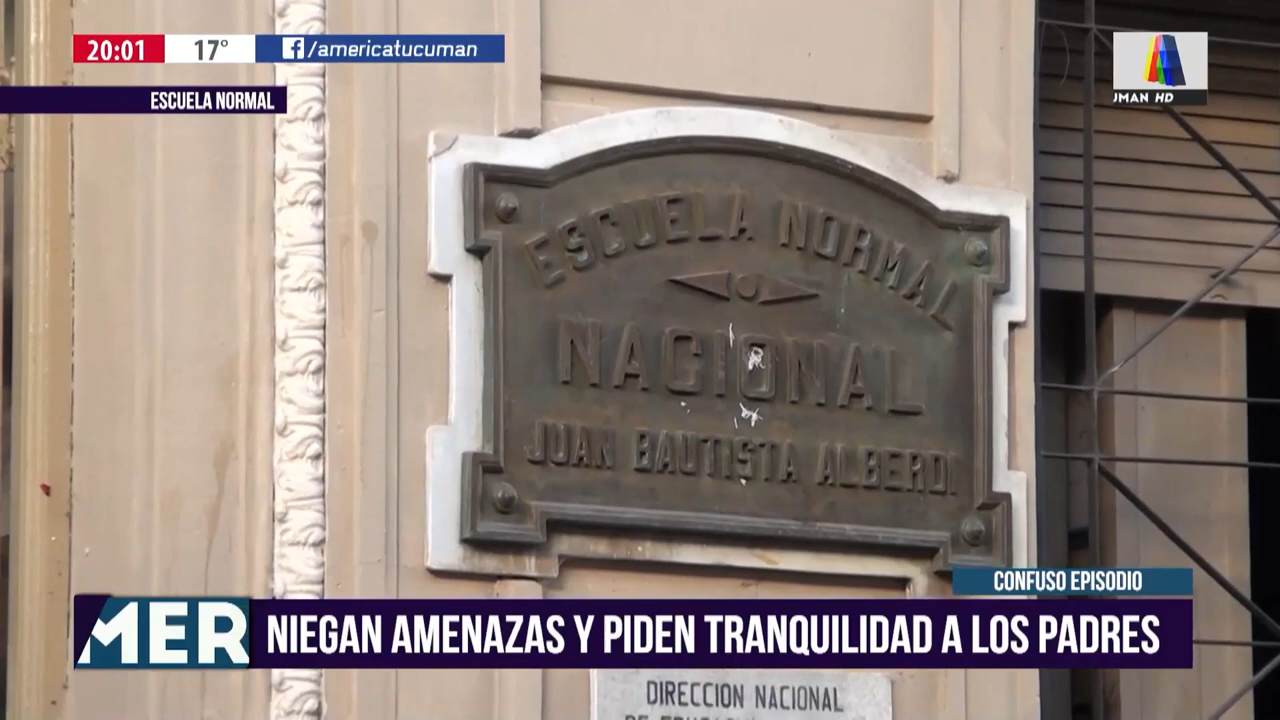 20:01 17° f/americatucuman
ESCUELA NORMAL
UMAN HD
ESCUELA NORMAL
NACIONAL
JUAN BAUTISTA ALBERDI
CONFUSO EPISODIO
MER NIEGAN AMENAZAS Y PIDEN TRANQUILIDAD A LOS PADRES
DIRECCION NACIONAL